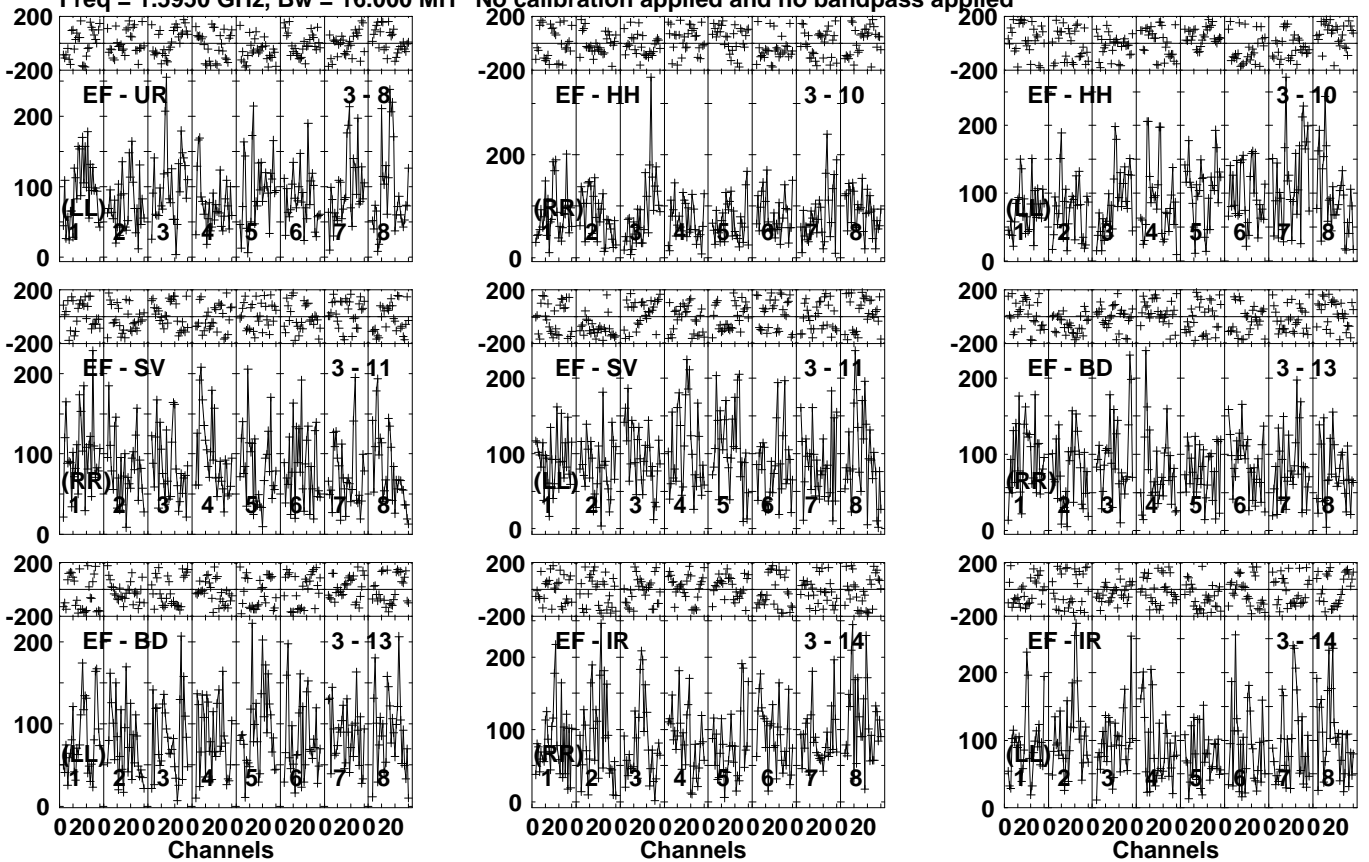 Freq = 1.5950 GHz, Bw = 16.000 MH No calibration applied and no bandpass applied
200 200 200
-200 -200 -200
EF - UR 3 - 8 EF - HH 3 - 10 EF - HH 3 - 10
200 200 200
100 100
(LL) (RR) (LL)
1 2 3 4 5 6 7 8 1 2 3 4 5 6 7 8 1 2 3 4 5 6 7 8
0 0 0
200 200 200
-200 -200 -200
EF - SV 3 - 11 EF - SV 3 - 11 EF - BD 3 - 13
200 200 200
100 100 100
(RR) (LL) (RR)
1 2 3 4 5 6 7 8 1 2 3 4 5 6 7 8 1 2 3 4 5 6 7 8
0 0 0
200 200 200
-200 -200 -200
EF - BD 3 - 13 EF - IR 3 - 14 EF - IR 3 - 14
200 200 200
100 100 100
(LL) (RR) (LL)
1 2 3 4 5 6 7 8 1 2 3 4 5 6 7 8 1 2 3 4 5 6 7 8
0 0 0
0 20 0 20 0 20 0 20 0 20 0 20 0 20 0 20 0 20 0 20 0 20 0 20 0 20 0 20 0 20 0 20 0 20 0 20 0 20 0 20 0 20 0 20 0 20 0 20
Channels Channels Channels